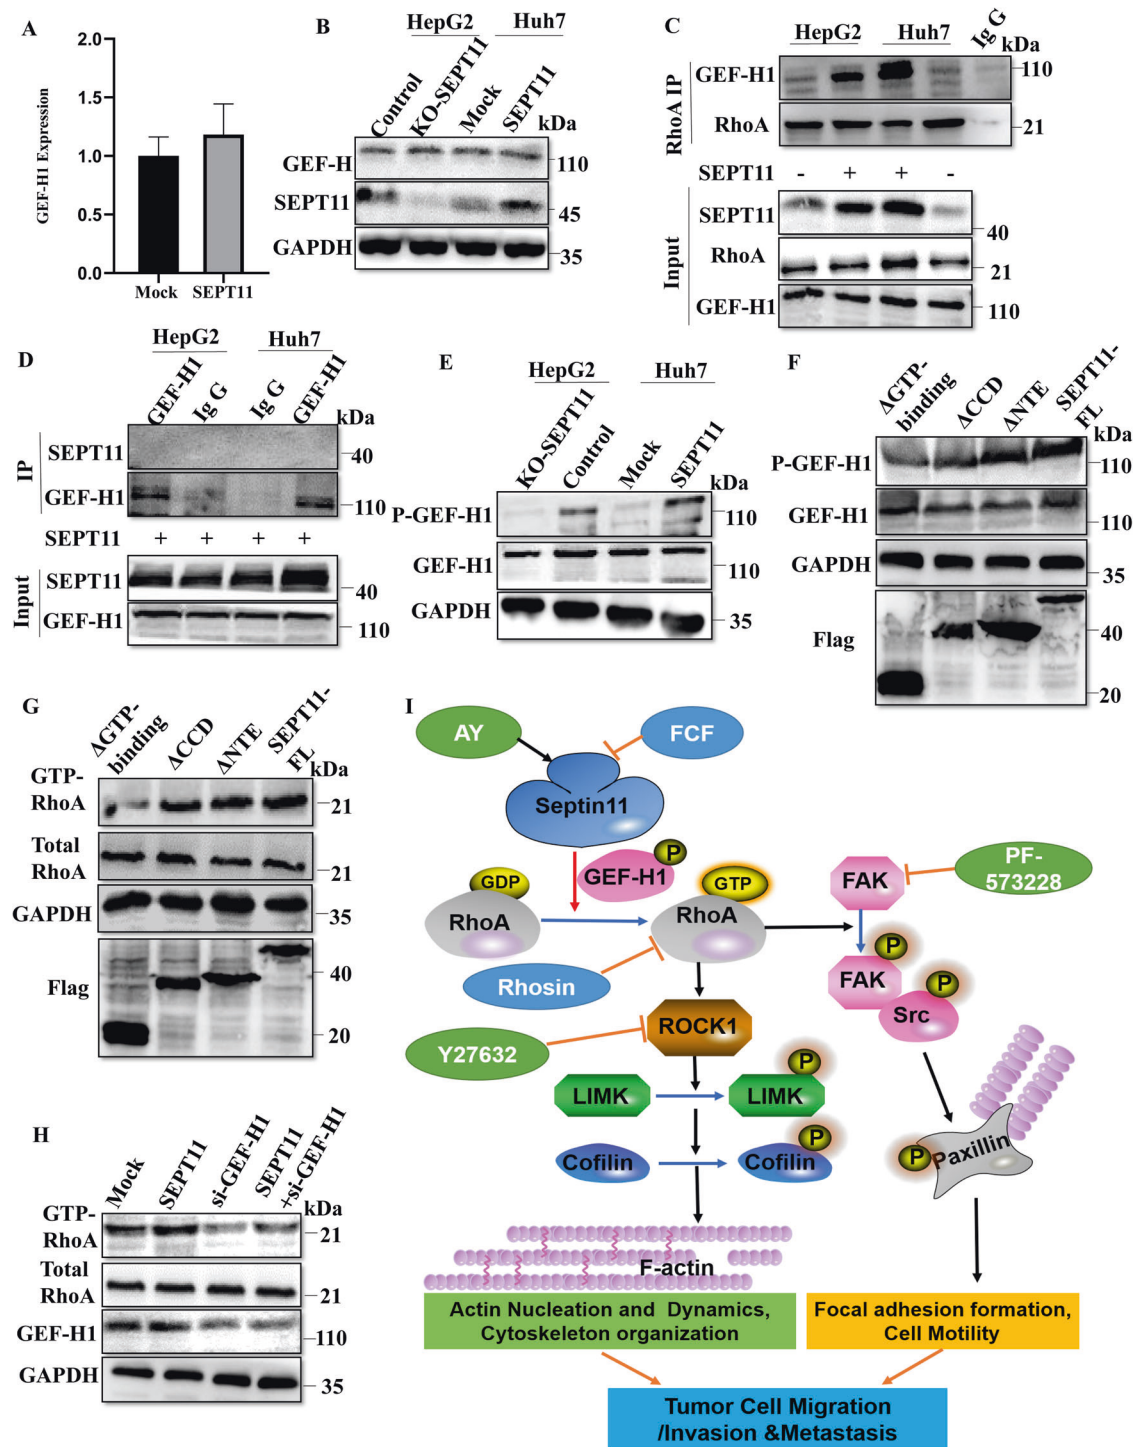 A
GEF-H1 Expression
2.0
1.5
1.0
0.5
0.0
Mock
SEPT11
B
HepG2
Huh7
Control
KO-SEPT11
Mock
SEPT11
kDa
GEF-H
110
SEPT11
45
GAPDH
35
C
HepG2
Huh7
Ig G
kDa
RhoA IP
GEF-H1
110
RhoA
21
SEPT11
-
+
+
-
Input
SEPT11
40
RhoA
21
GEF-H1
110
D
HepG2
Huh7
GEF-H1
Ig G
Ig G
GEF-H1
kDa
IP
SEPT11
40
GEF-H1
110
SEPT11
+
+
+
+
Input
SEPT11
40
GEF-H1
110
E
HepG2
Huh7
KO-SEPT11
Control
Mock
SEPT11
kDa
P-GEF-H1
110
GEF-H1
110
GAPDH
35
F
ΔGTP-
binding
ΔCCD
ΔNTE
SEPT11-
FL
kDa
P-GEF-H1
110
GEF-H1
110
GAPDH
35
Flag
40
20
G
ΔGTP-
binding
ΔCCD
ΔNTE
SEPT11-
FL
kDa
GTP-
RhoA
21
Total
RhoA
21
GAPDH
35
Flag
40
20
H
Mock
SEPT11
si-GEF-H1
SEPT11
+si-GEF-H1
kDa
GTP-
RhoA
21
Total
RhoA
21
GEF-H1
110
GAPDH
35
I
AY
FCF
Septin11
GEF-H1
P
GDP
RhoA
GTP
RhoA
FAK
PF-
573228
Rhosin
P
FAK
P
Src
ROCK1
Y27632
LIMK
P
LIMK
Cofilin
P
Cofilin
P
Paxillin
F-actin
Actin Nucleation and Dynamics,
Cytoskeleton organization
Focal adhesion formation,
Cell Motility
Tumor Cell Migration
/Invasion &Metastasis